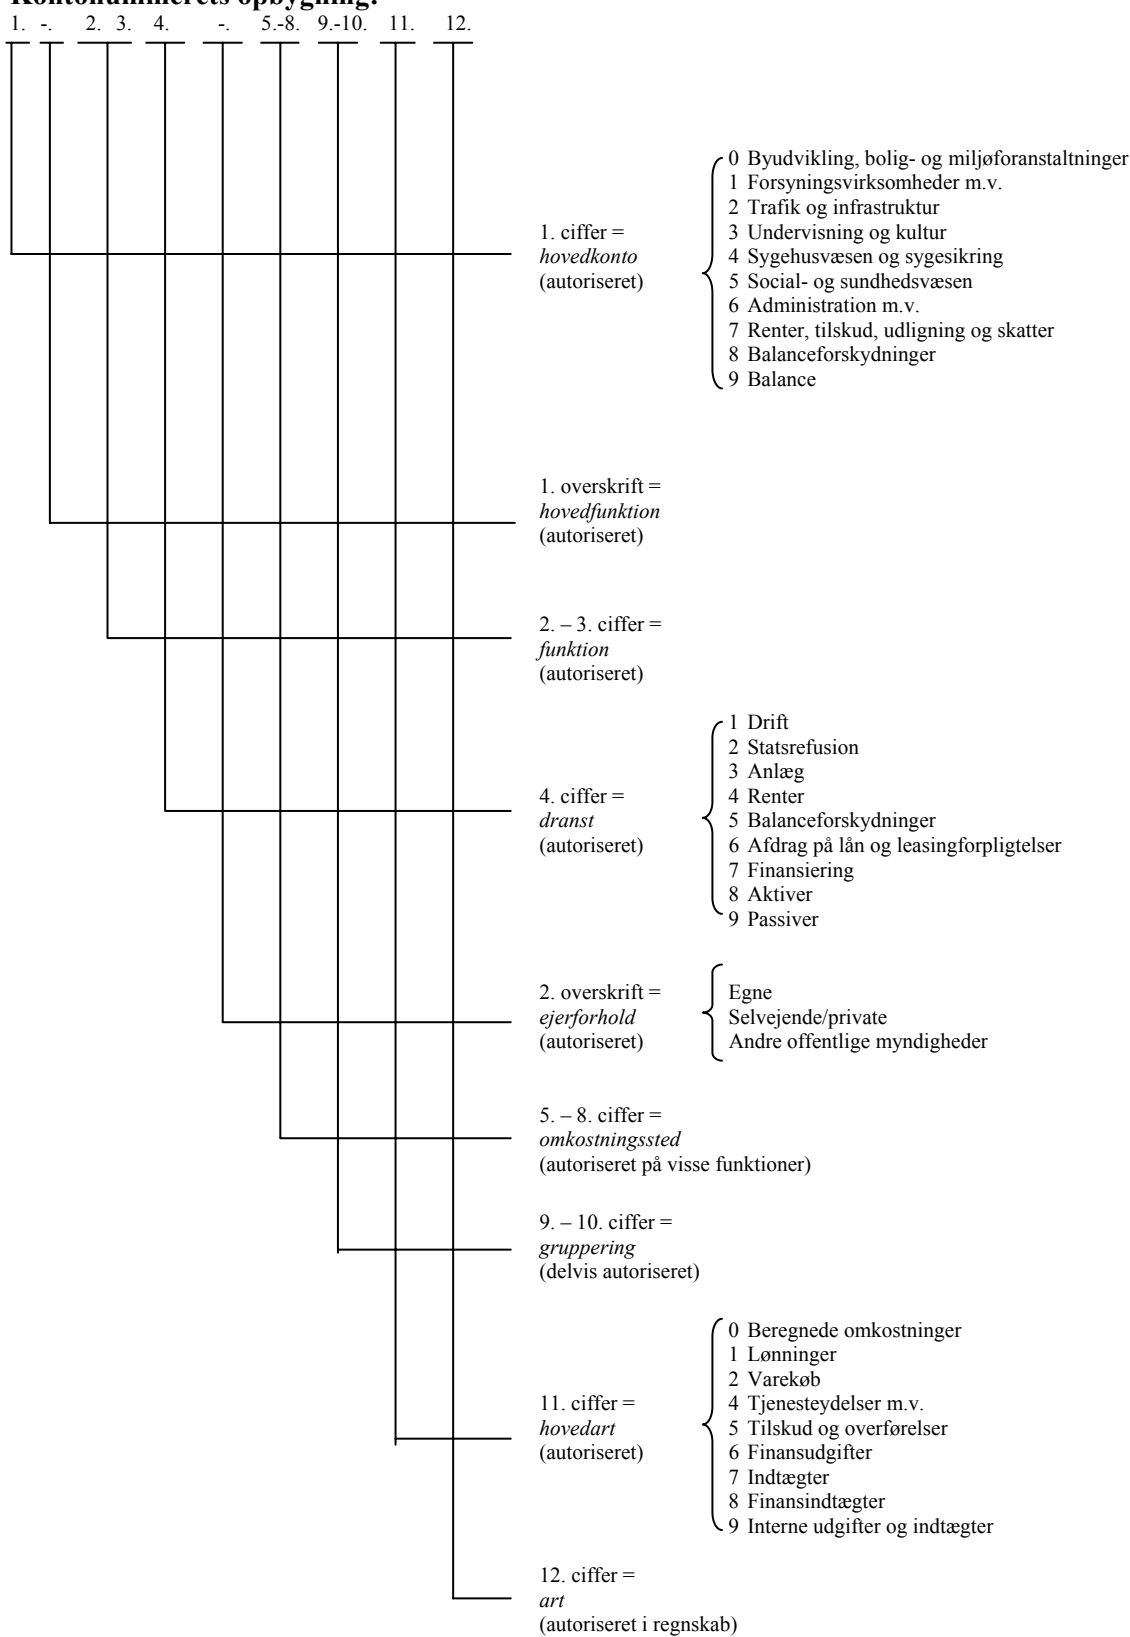 Kontonummerets opbygning:
1. -. 2. 3. 4. -. 5.-8. 9.-10. 11. 12.
1. ciffer =
hovedkonto
(autoriseret)
0 Byudvikling, bolig- og miljøforanstaltninger
1 Forsyningsvirksomheder m.v.
2 Trafik og infrastruktur
3 Undervisning og kultur
4 Sygehusvæsen og sygesikring
5 Social- og sundhedsvæsen
6 Administration m.v.
7 Renter, tilskud, udligning og skatter
8 Balanceforskydninger
9 Balance
1. overskrift =
hovedfunktion
(autoriseret)
2. – 3. ciffer =
funktion
(autoriseret)
4. ciffer =
dranst
(autoriseret)
1 Drift
2 Statsrefusion
3 Anlæg
4 Renter
5 Balanceforskydninger
6 Afdrag på lån og leasingforpligtelser
7 Finansiering
8 Aktiver
9 Passiver
2. overskrift =
ejerforhold
(autoriseret)
Egne
Selvejende/private
Andre offentlige myndigheder
5. – 8. ciffer =
omkostningssted
(autoriseret på visse funktioner)
9. – 10. ciffer =
gruppering
(delvis autoriseret)
11. ciffer =
hovedart
(autoriseret)
0 Beregnede omkostninger
1 Lønninger
2 Varekøb
4 Tjenesteydelser m.v.
5 Tilskud og overførelser
6 Finansudgifter
7 Indtægter
8 Finansindtægter
9 Interne udgifter og indtægter
12. ciffer =
art
(autoriseret i regnskab)